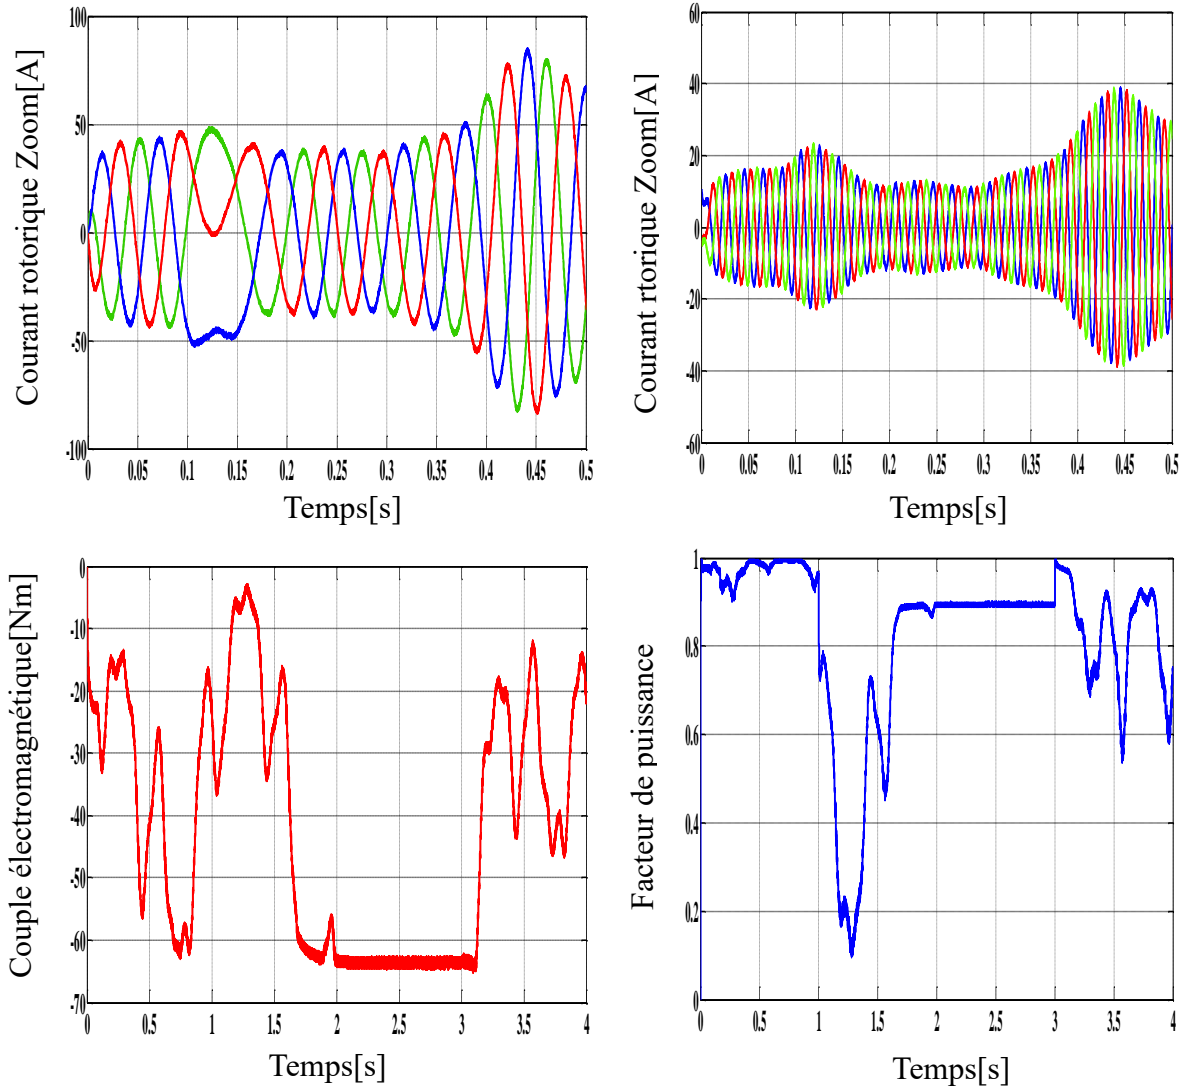 Courant rotorique Zoom[A]
100
50
0
-50
-100
0 0.05 0.1 0.15 0.2 0.25 0.3 0.35 0.4 0.45 0.5
Temps[s]
Courant rtorique Zoom[A]
60
40
20
0
-20
-40
-60
0 0.05 0.1 0.15 0.2 0.25 0.3 0.35 0.4 0.45 0.5
Temps[s]
Couple électromagnétique[Nm]
0
-10
-20
-30
-40
-50
-60
-70
0 0.5 1 1.5 2 2.5 3 3.5 4
Temps[s]
Facteur de puissance
1
0.8
0.6
0.4
0.2
0
0 0.5 1 1.5 2 2.5 3 3.5 4
Temps[s]